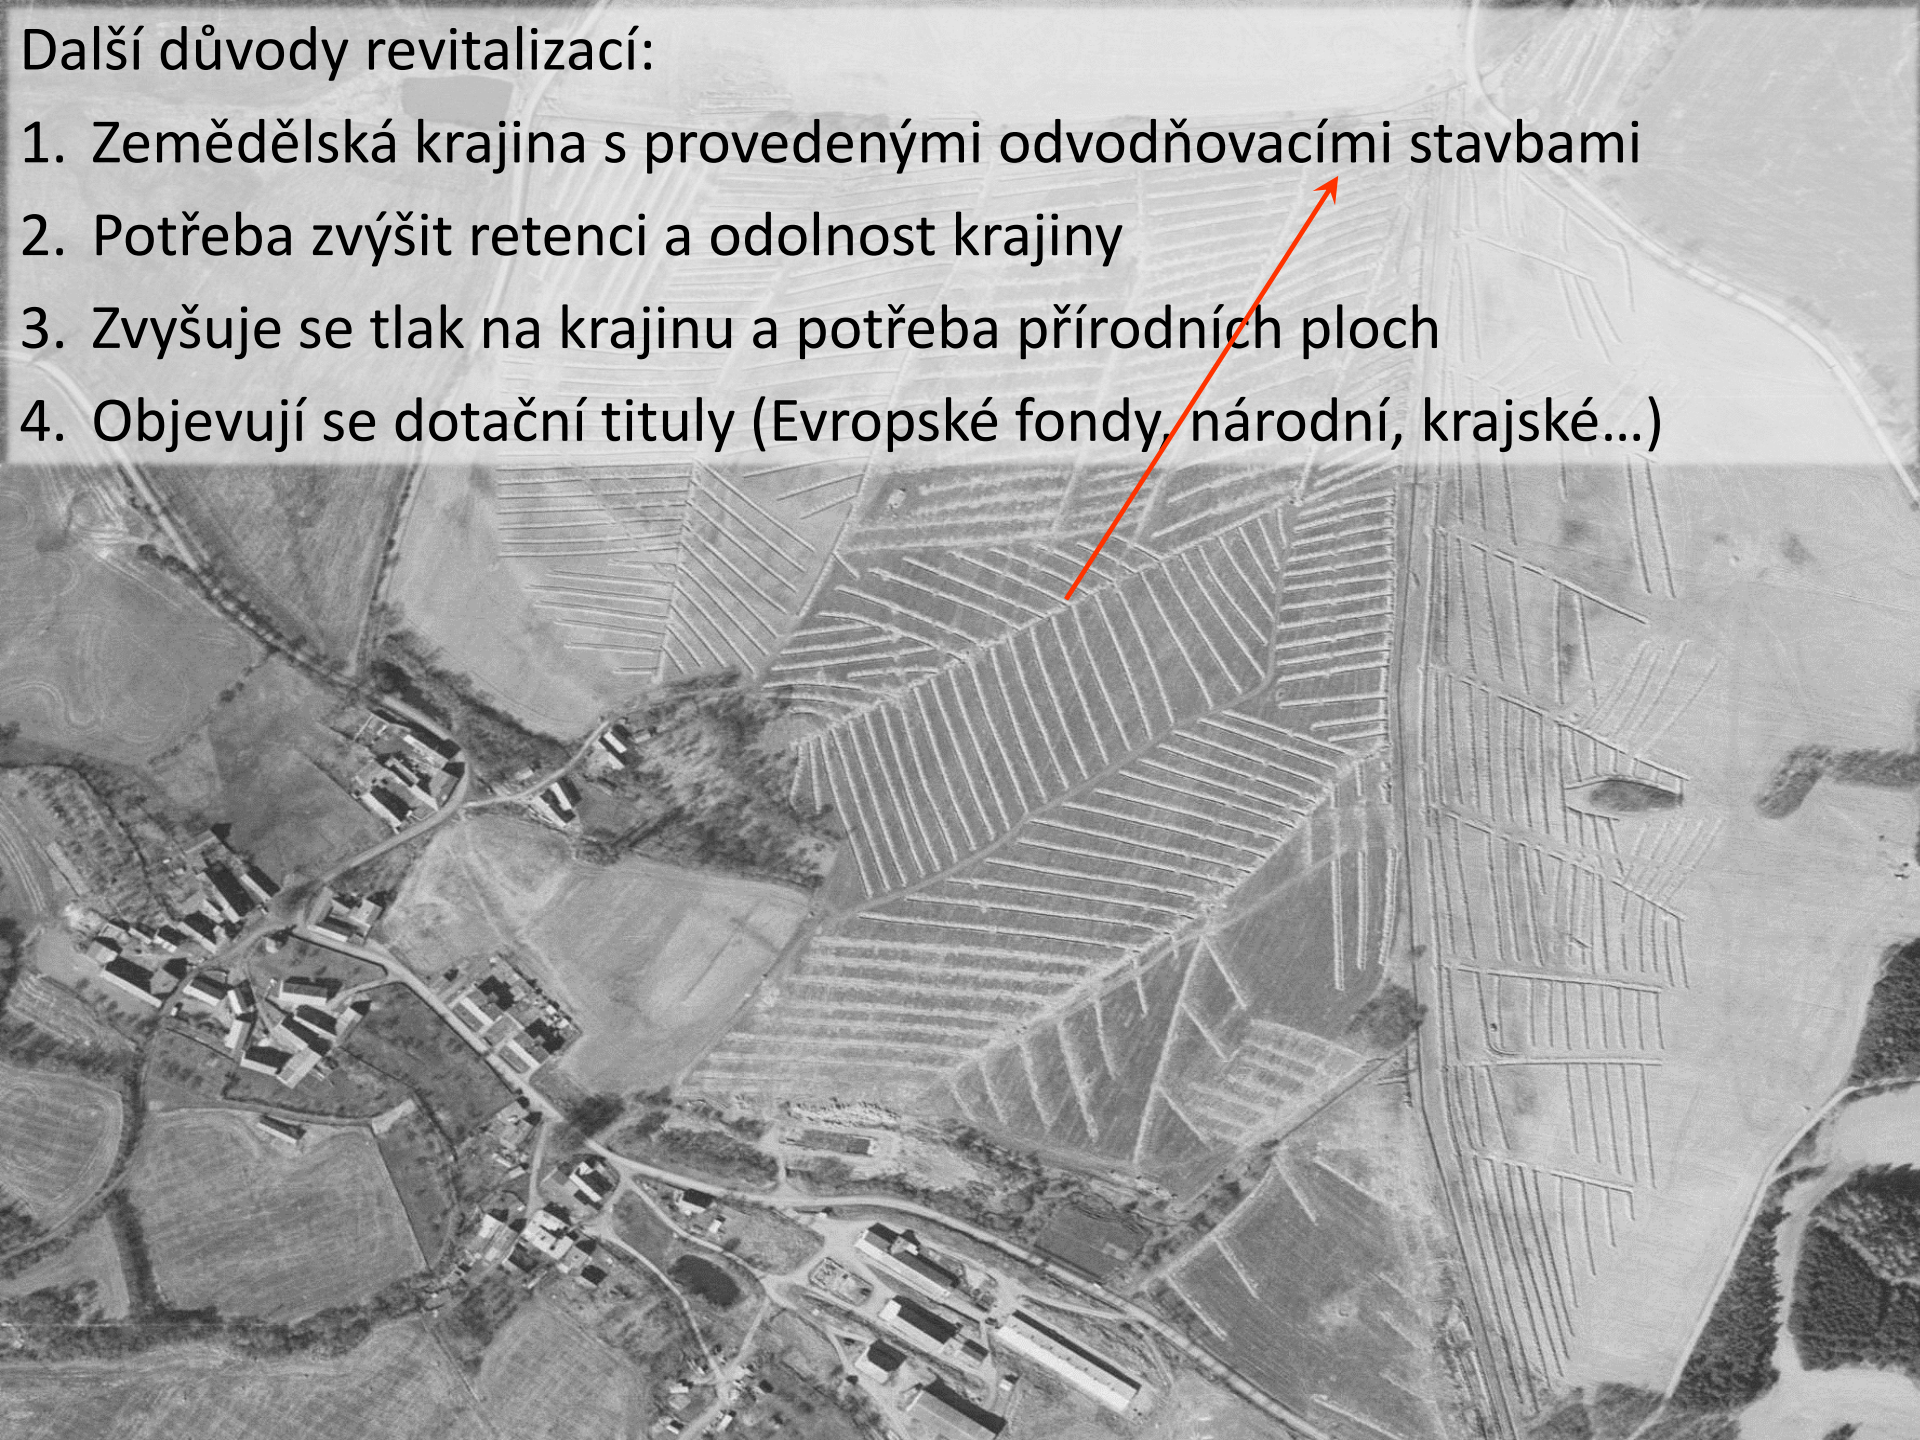 Další důvody revitalizací:
1. Zemědělská krajina s provedenými odvodňovacími stavbami
2. Potřeba zvýšit retenci a odolnost krajiny
3. Zvyšuje se tlak na krajinu a potřeba přírodních ploch
4. Objevují se dotační tituly (Evropské fondy, národní, krajské…)